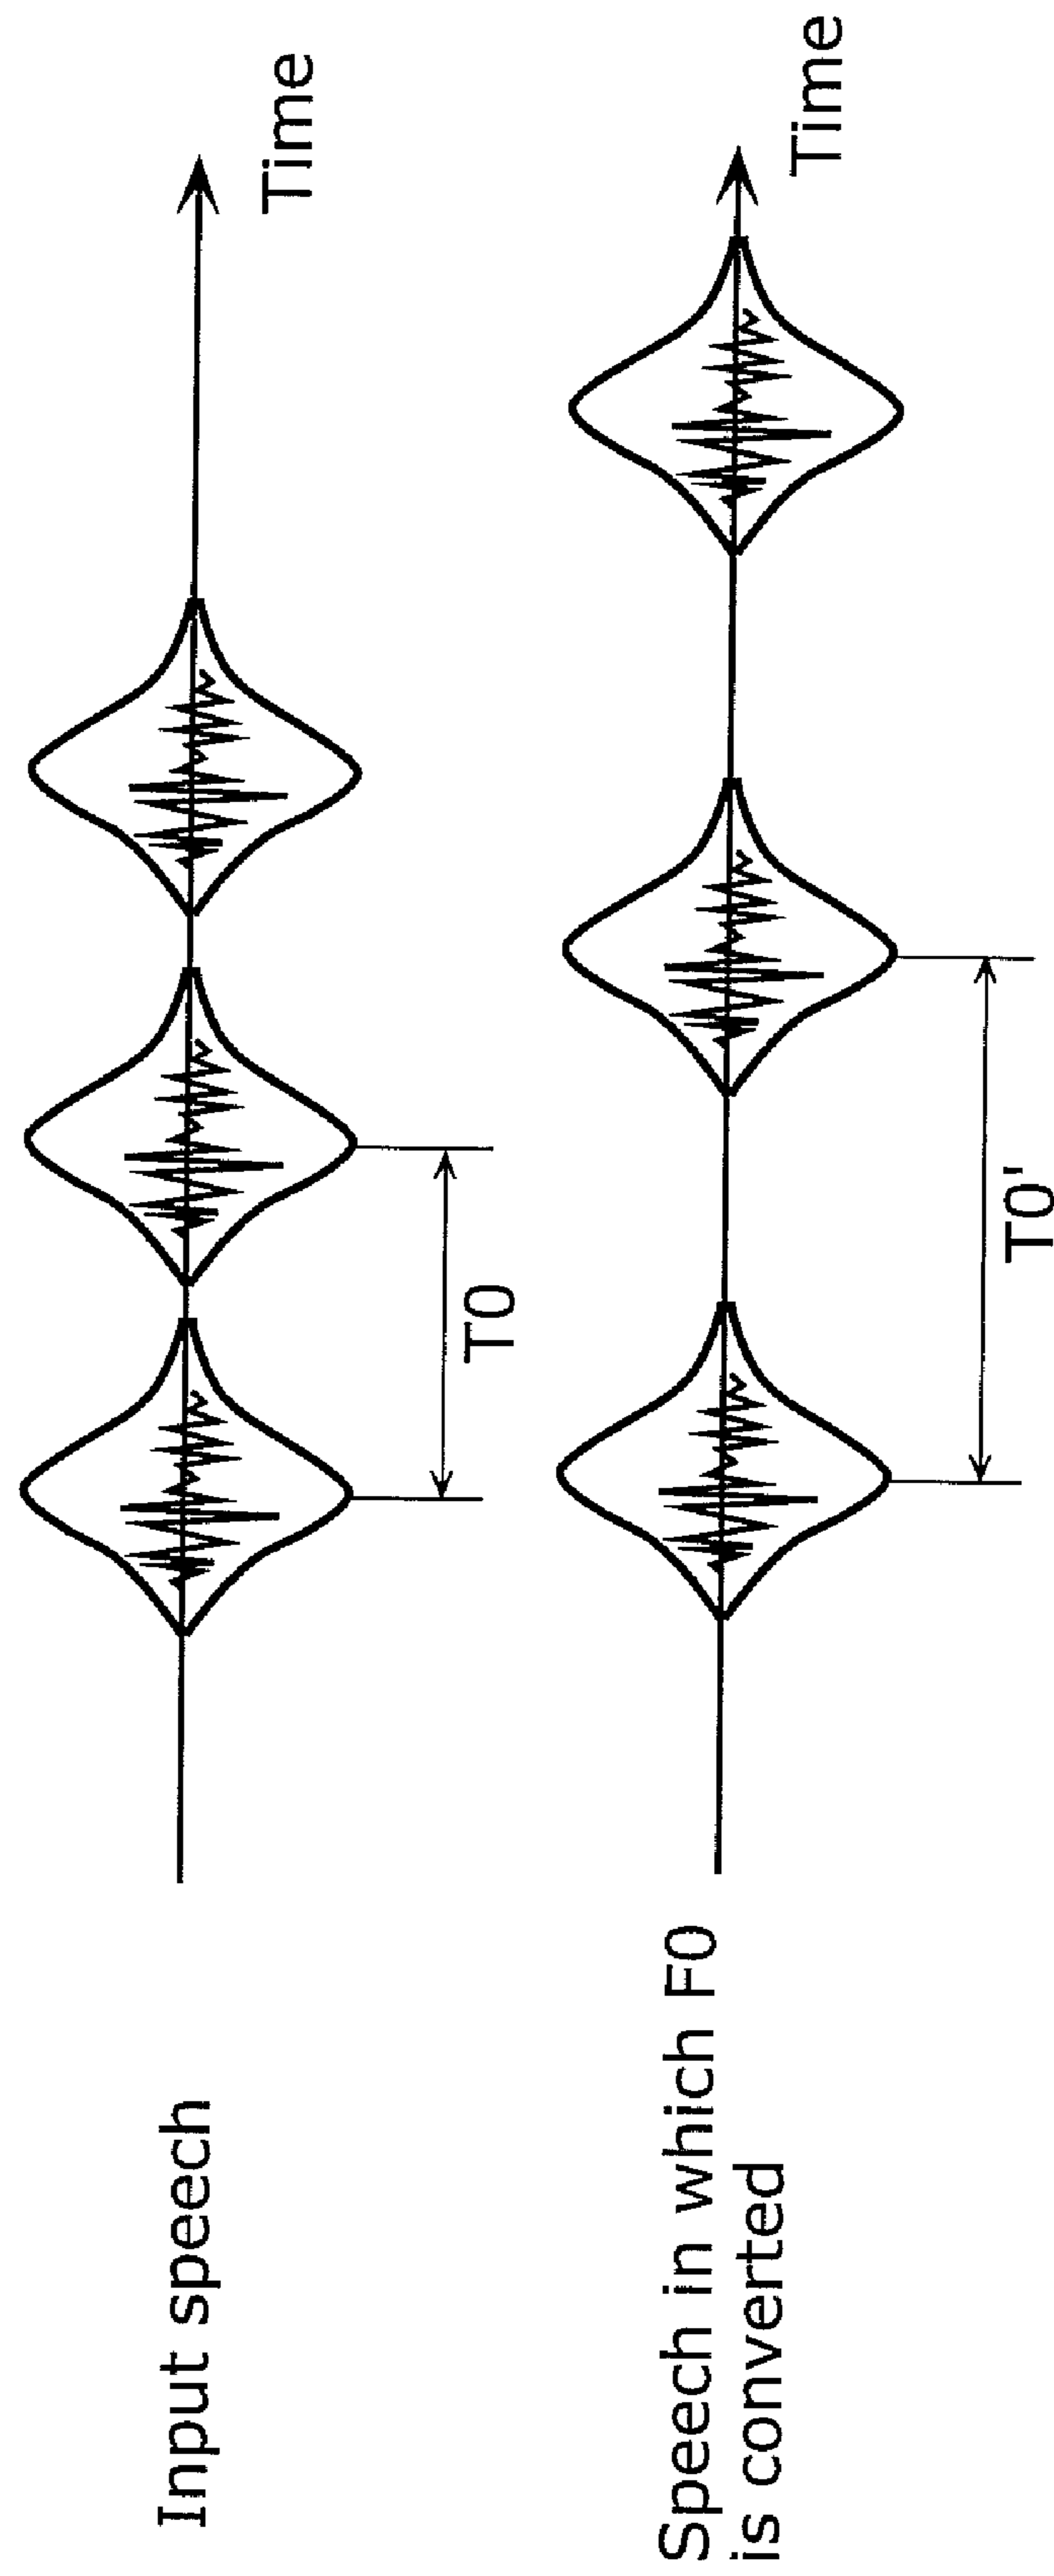 Input speech
T0
Time
Speech in which F0
is converted
T0'
Time